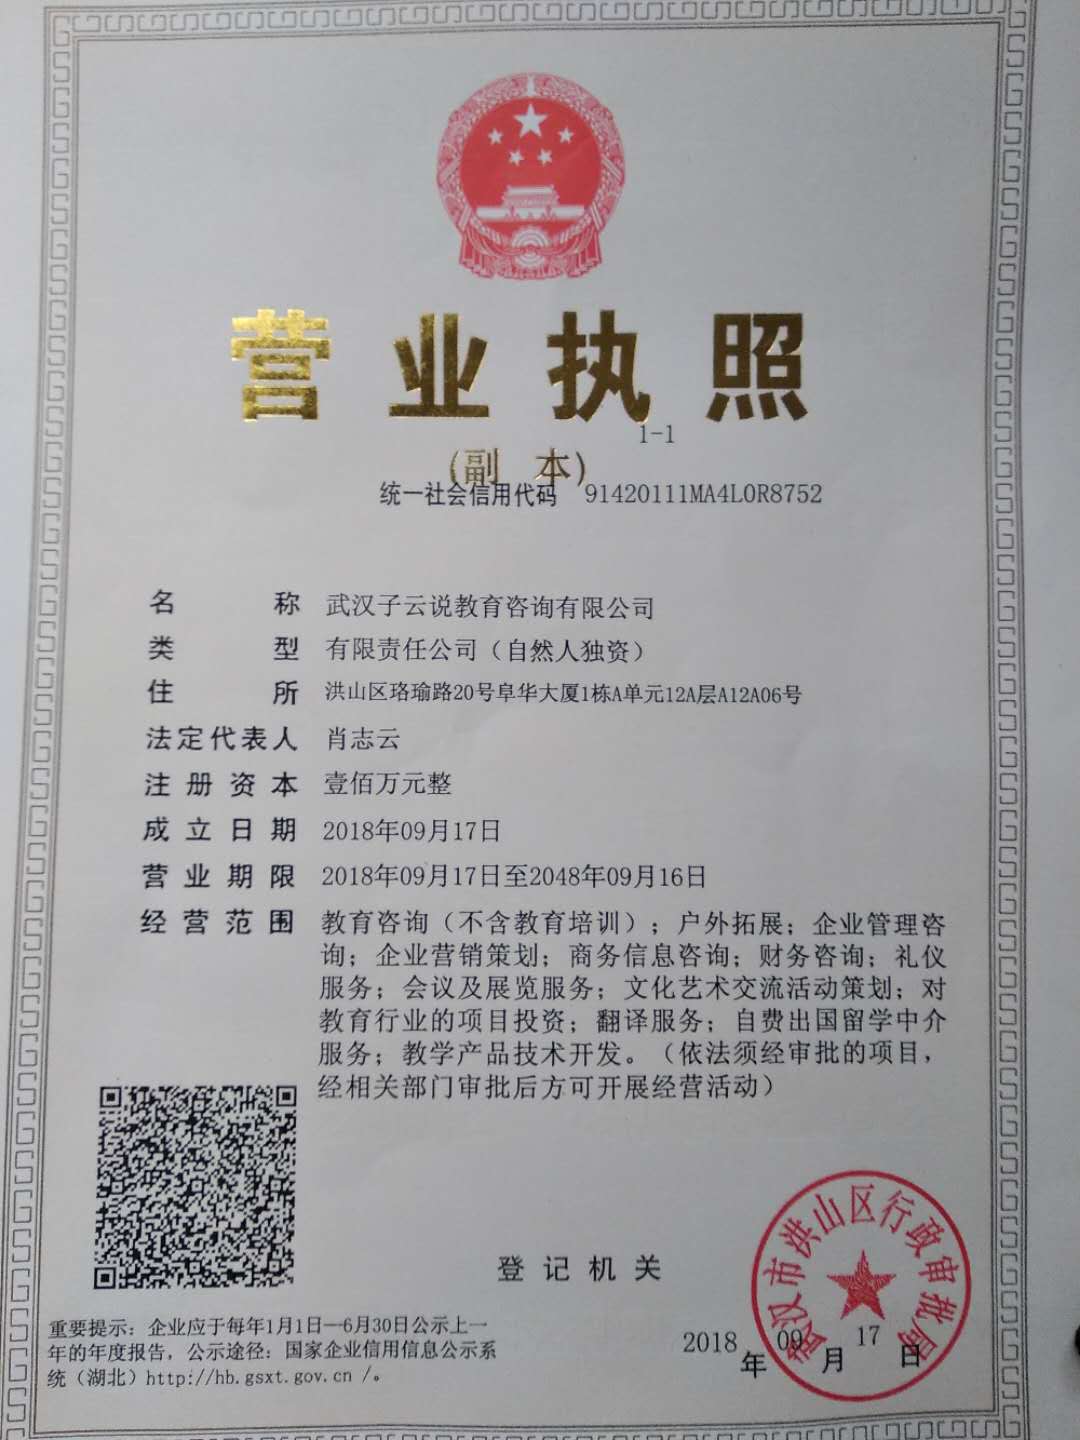 营业执照
1-1
(副 本)
统一社会信用代码 91420111MA4L0R8752
名 称 武汉子云说教育咨询有限公司
类 型 有限责任公司（自然人独资）
住 所 洪山区珞瑜路20号阜华大厦1栋A单元12A层A12A06号
法定代表人 肖志云
注册资本 壹佰万元整
成立日期 2018年09月17日
营业期限 2018年09月17日至2048年09月16日
经营范围 教育咨询（不含教育培训）；户外拓展；企业管理咨
询；企业营销策划；商务信息咨询；财务咨询；礼仪
服务；会议及展览服务；文化艺术交流活动策划；对
教育行业的项目投资；翻译服务；自费出国留学中介
服务；教学产品技术开发。（依法须经审批的项目，
经相关部门审批后方可开展经营活动）
登记机关
武汉市洪山区行政审批局
2018年09月17日
重要提示：企业应于每年1月1日—6月30日公示上一
年的年度报告，公示途径：国家企业信用信息公示系
统（湖北）http://hb.gsxt.gov.cn /。